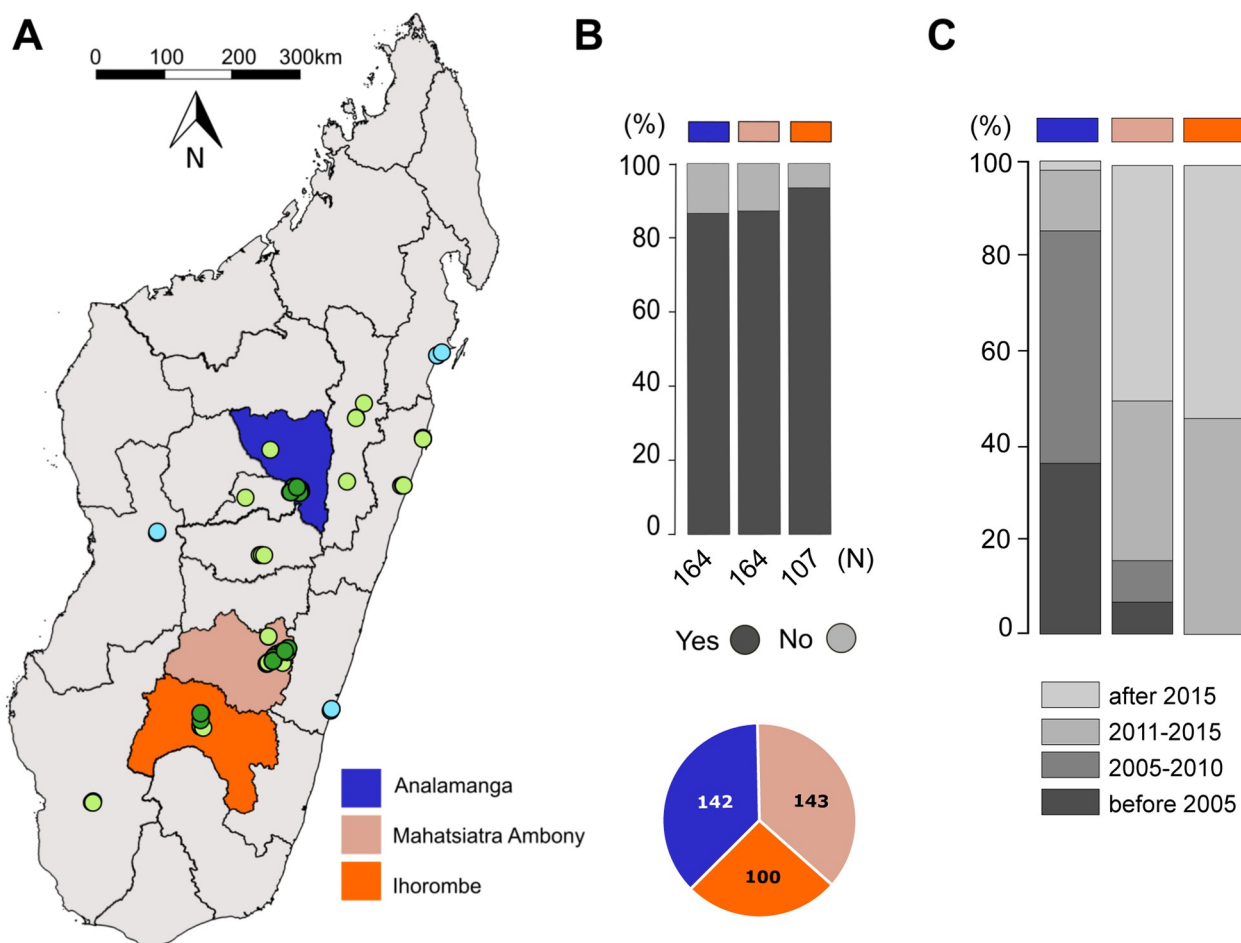 A
0 100 200 300km
N
Analamanga
Mahatsiatra Ambony
Ihorombe
B
(%)
100
80
60
40
20
0
164 164 107 (N)
Yes No
142
143
100
C
(%)
100
80
60
40
20
0
after 2015
2011-2015
2005-2010
before 2005